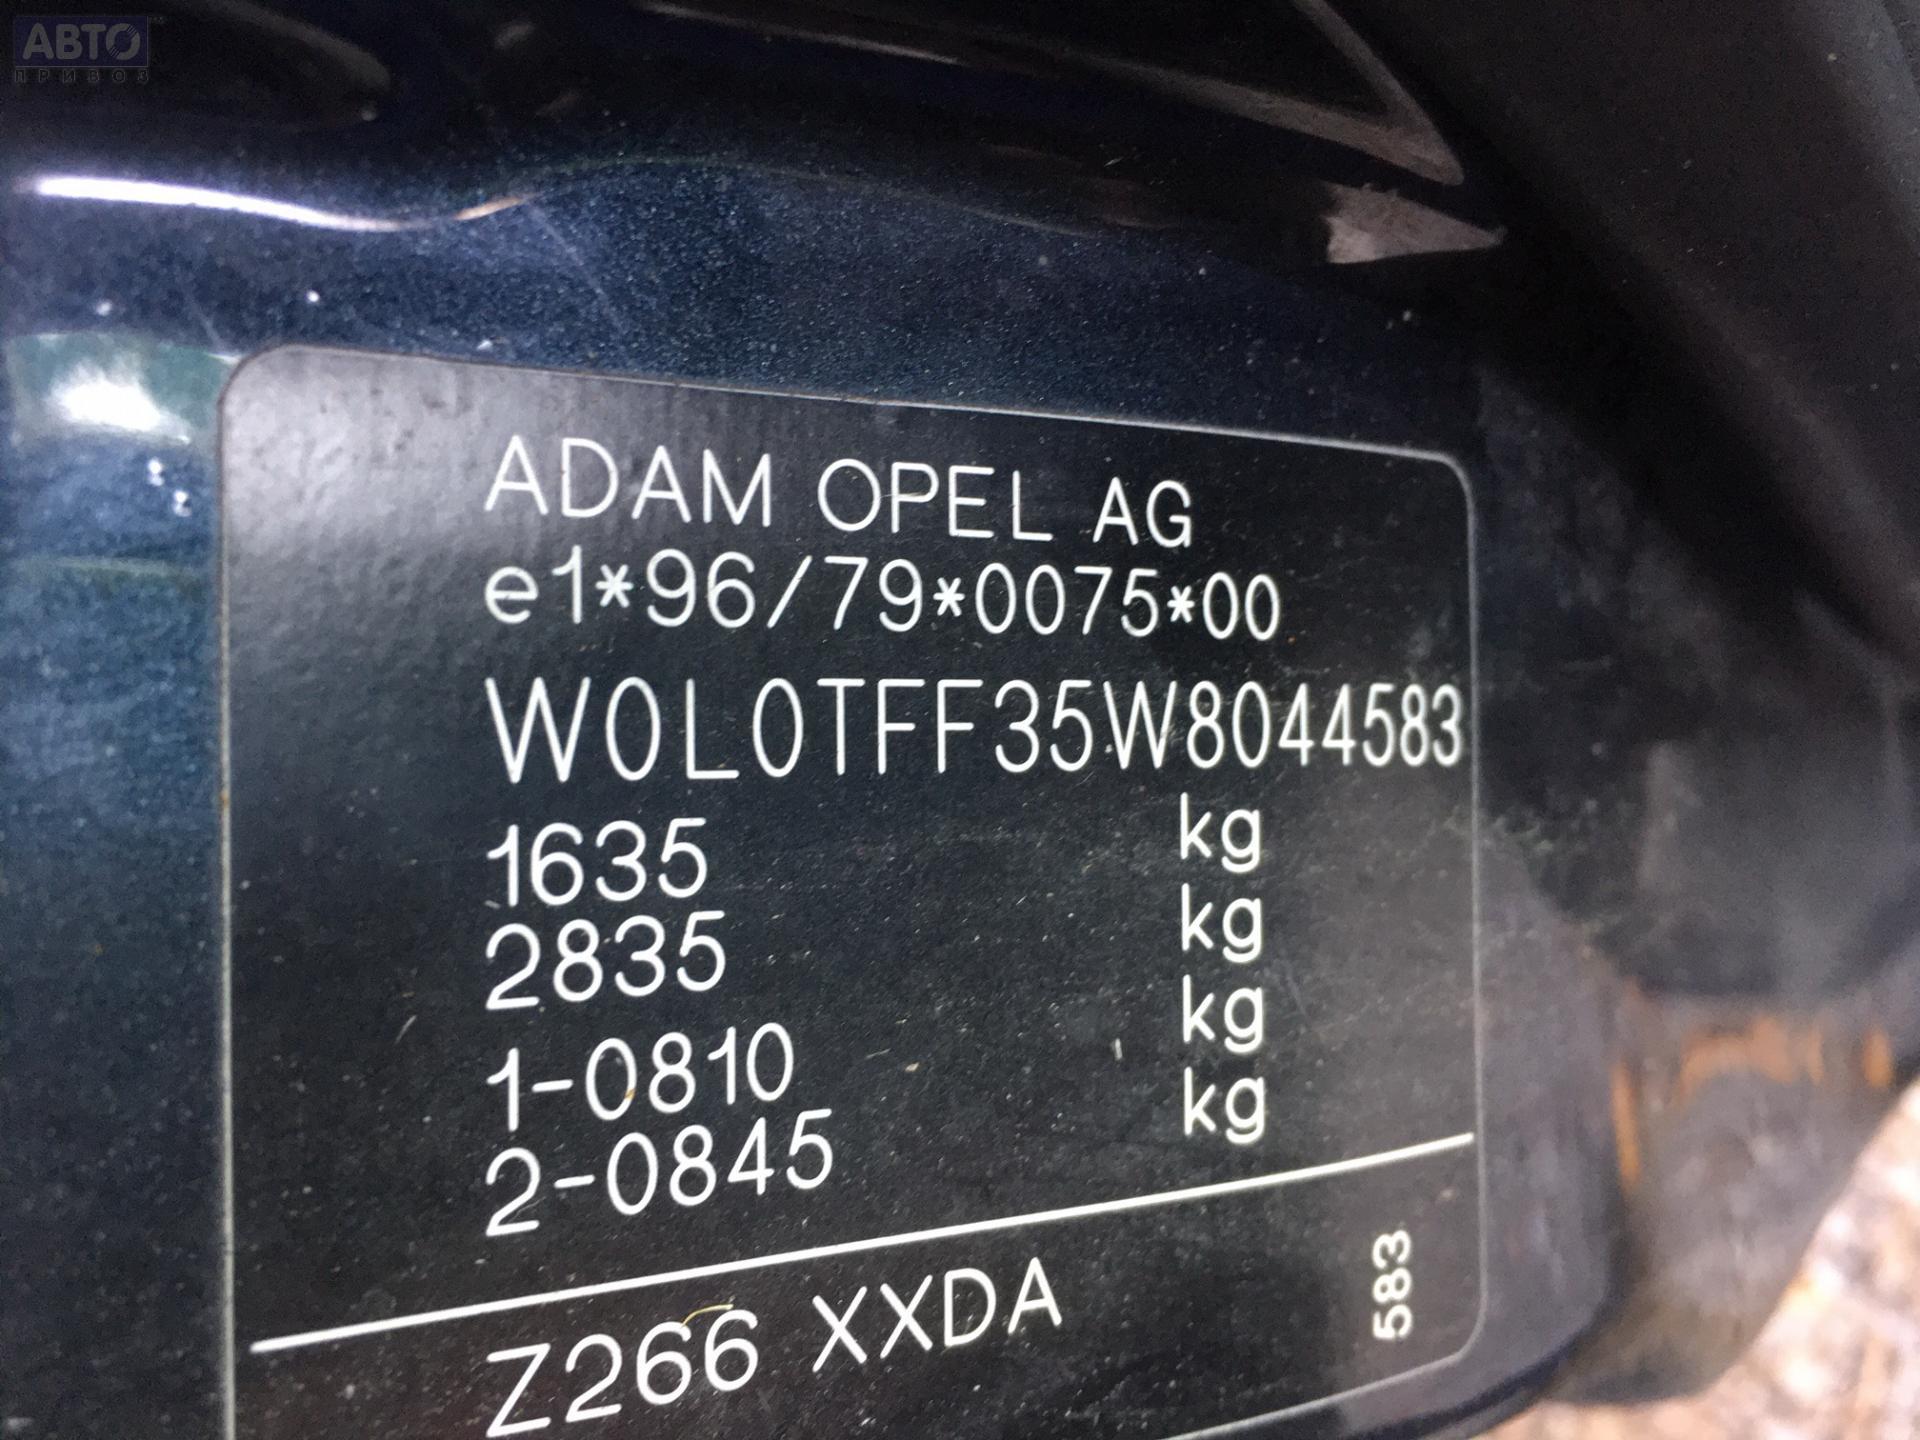 АВТО
ПРИВОЗ
ADAM OPEL AG
e1*96/79*0075*00
W0L0TFF35W8044583
1635 kg
2835 kg
1-0810 kg
2-0845 kg
Z266 XXDA 583